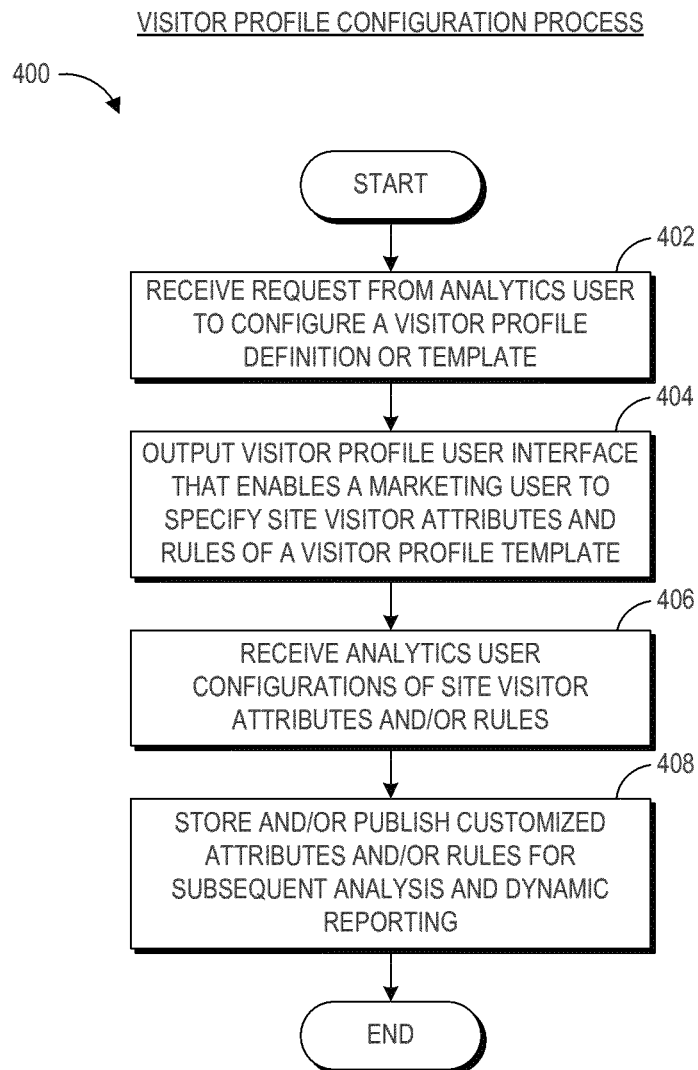 VISITOR PROFILE CONFIGURATION PROCESS
400
START
402
RECEIVE REQUEST FROM ANALYTICS USER
TO CONFIGURE A VISITOR PROFILE
DEFINITION OR TEMPLATE
404
OUTPUT VISITOR PROFILE USER INTERFACE
THAT ENABLES A MARKETING USER TO
SPECIFY SITE VISITOR ATTRIBUTES AND
RULES OF A VISITOR PROFILE TEMPLATE
406
RECEIVE ANALYTICS USER
CONFIGURATIONS OF SITE VISITOR
ATTRIBUTES AND/OR RULES
408
STORE AND/OR PUBLISH CUSTOMIZED
ATTRIBUTES AND/OR RULES FOR
SUBSEQUENT ANALYSIS AND DYNAMIC
REPORTING
END